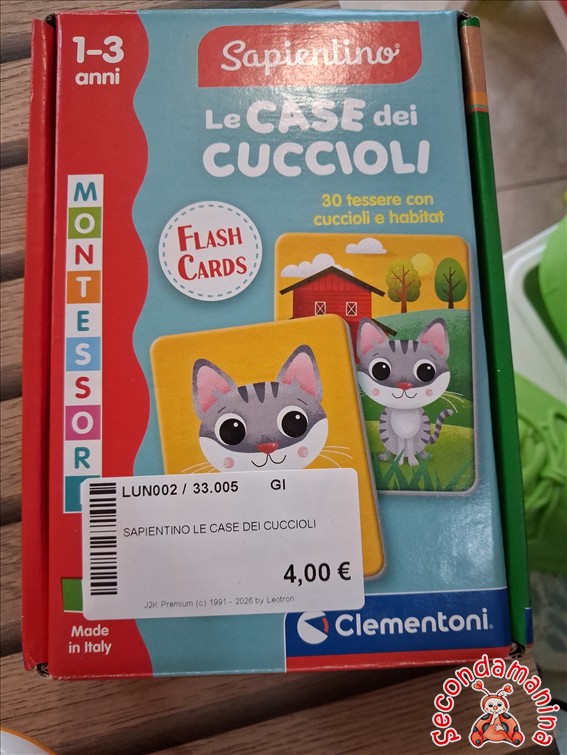 1-3
anni
Sapientino
Le CASE dei
CUCCIOLI
30 tessere con
cuccioli e habitat
FLASH
CARDS
MONTESSOR
LUN002 / 33.005 GI
SAPIENTINO LE CASE DEI CUCCIOLI
4,00 €
J2K Premium (c) 1991 - 2026 by Leotron
Made
in Italy
Clementoni
secondamanina